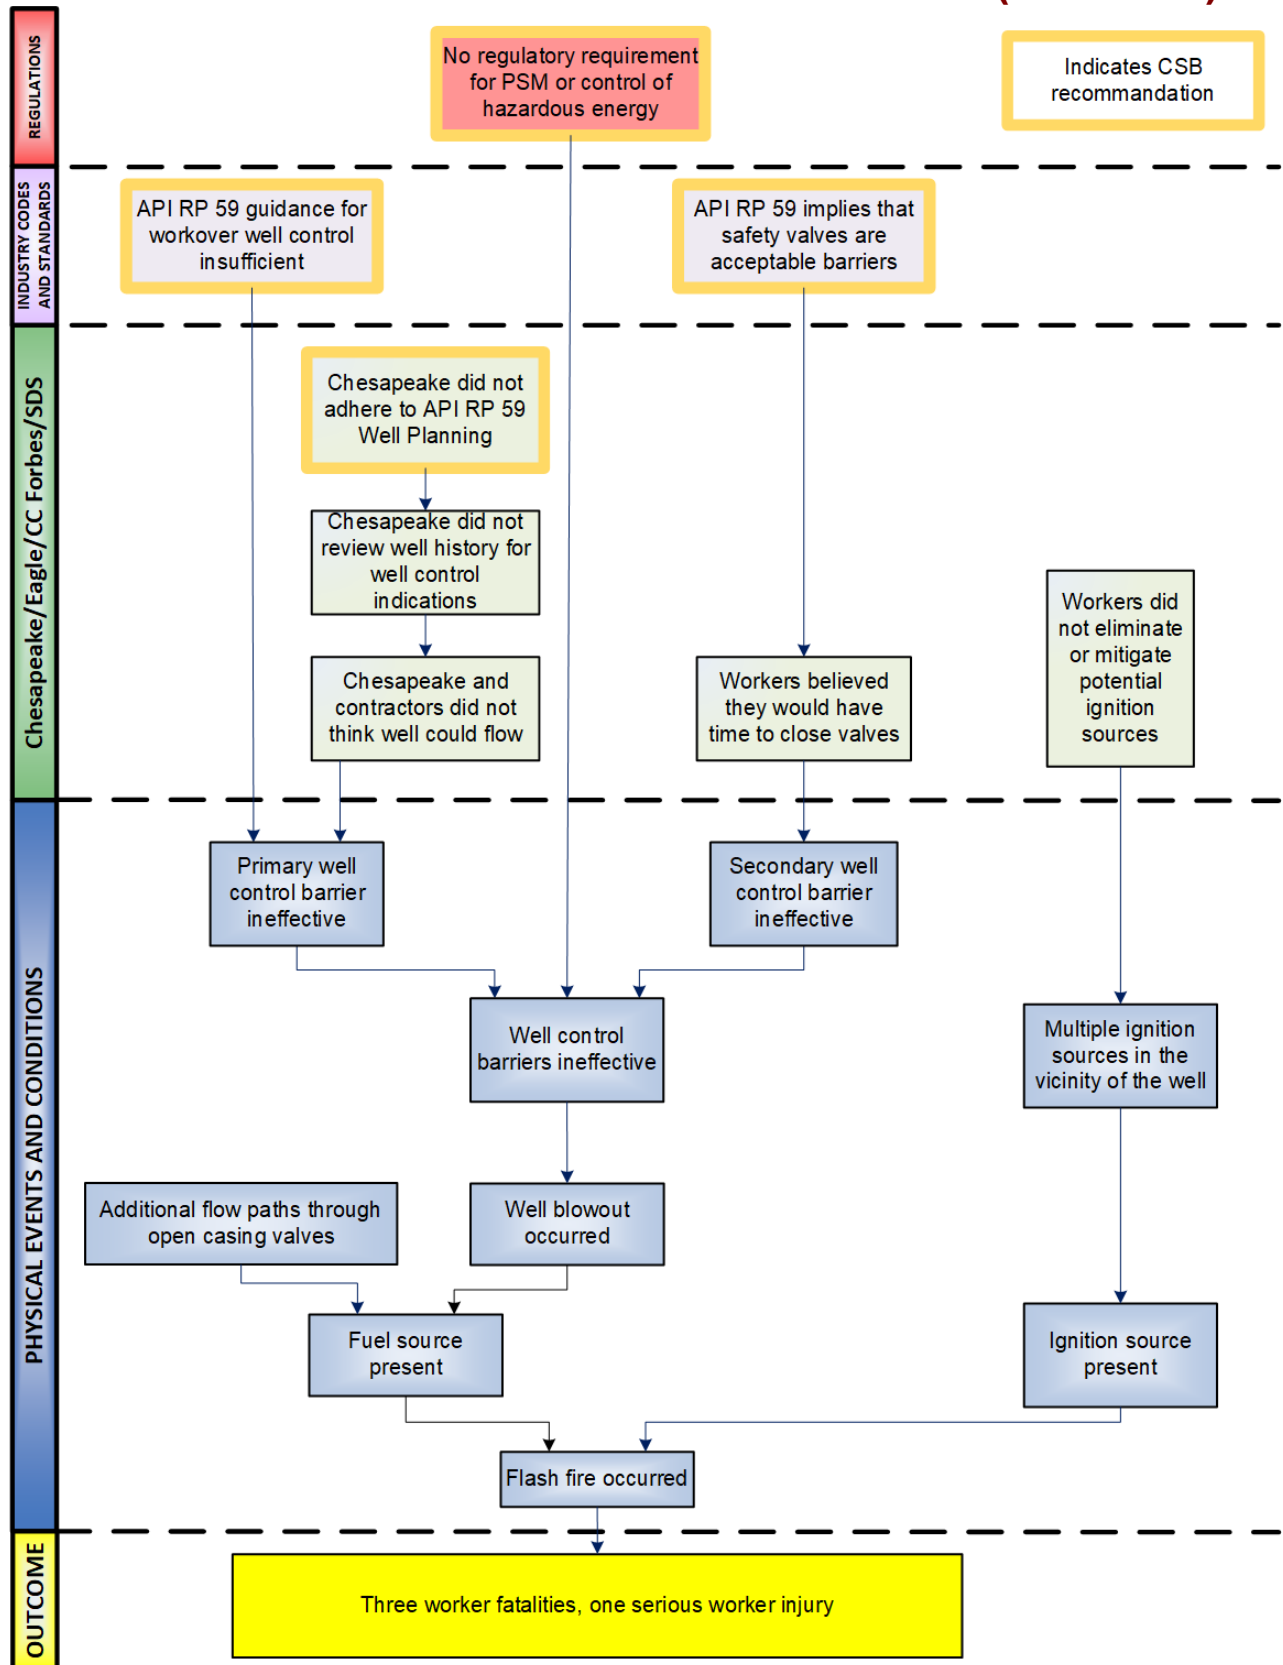 REGULATIONS
No regulatory requirement
for PSM or control of
hazardous energy
Indicates CSB
recommandation
INDUSTRY CODES
AND STANDARDS
API RP 59 guidance for
workover well control
insufficient
API RP 59 implies that
safety valves are
acceptable barriers
Chesapeake/Eagle/CC Forbes/SDS
Chesapeake did not
adhere to API RP 59
Well Planning
Chesapeake did not
review well history for
well control
indications
Chesapeake and
contractors did not
think well could flow
Workers believed
they would have
time to close valves
Workers did
not eliminate
or mitigate
potential
ignition
sources
PHYSICAL EVENTS AND CONDITIONS
Primary well
control barrier
ineffective
Secondary well
control barrier
ineffective
Well control
barriers ineffective
Multiple ignition
sources in the
vicinity of the well
Additional flow paths through
open casing valves
Well blowout
occurred
Fuel source
present
Ignition source
present
Flash fire occurred
OUTCOME
Three worker fatalities, one serious worker injury